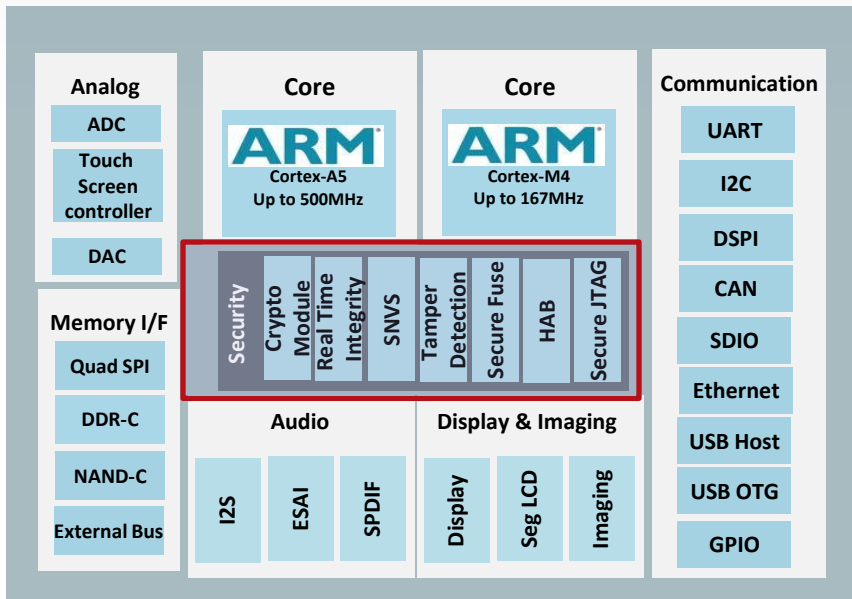 Analog
ADC
Touch
Screen
controller
DAC
Core
ARM
Cortex-A5
Up to 500MHz
Core
ARM
Cortex-M4
Up to 167MHz
Communication
UART
I2C
DSPI
CAN
SDIO
Ethernet
USB Host
USB OTG
GPIO
Security
Crypto
Module
Real Time
Integrity
SNVS
Tamper
Detection
Secure Fuse
HAB
Secure JTAG
Memory I/F
Quad SPI
DDR-C
NAND-C
External Bus
Audio
I2S
ESAI
SPDIF
Display & Imaging
Display
Seg LCD
Imaging